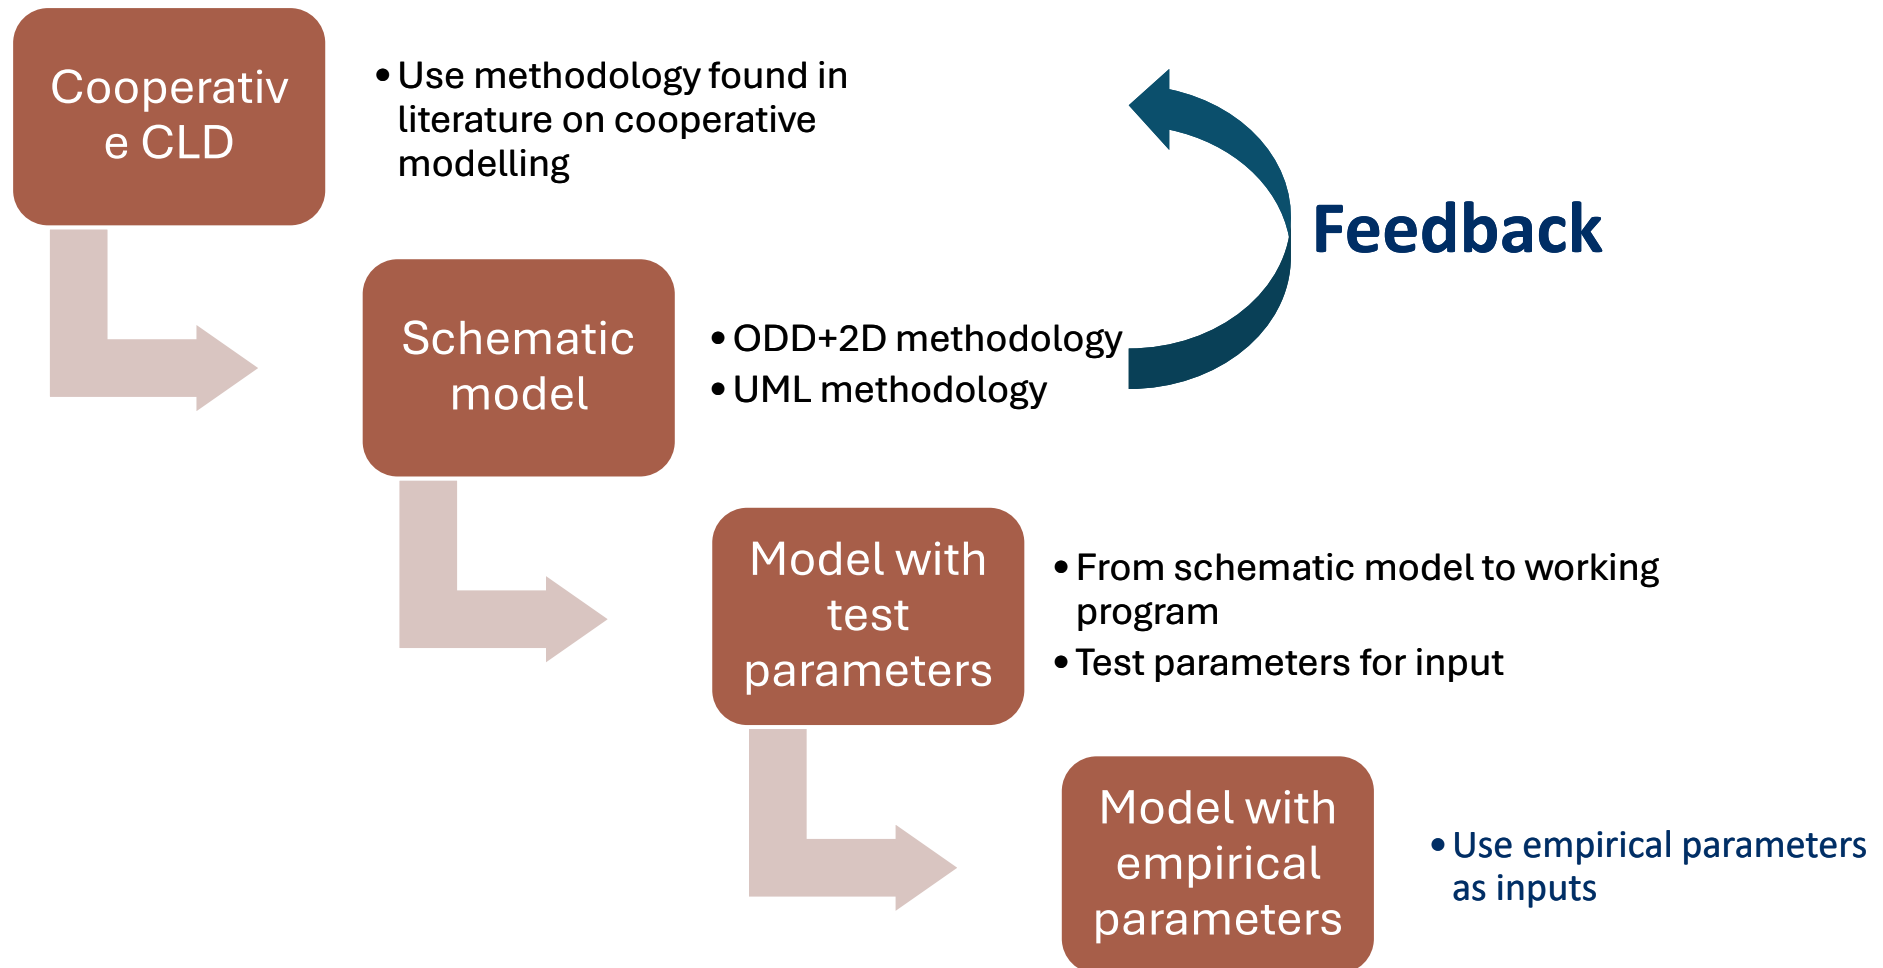 Cooperativ
e CLD
• Use methodology found in
literature on cooperative
modelling
Feedback
Schematic
model
• ODD+2D methodology
• UML methodology
Model with
test
parameters
• From schematic model to working
program
• Test parameters for input
Model with
empirical
parameters
• Use empirical parameters
as inputs